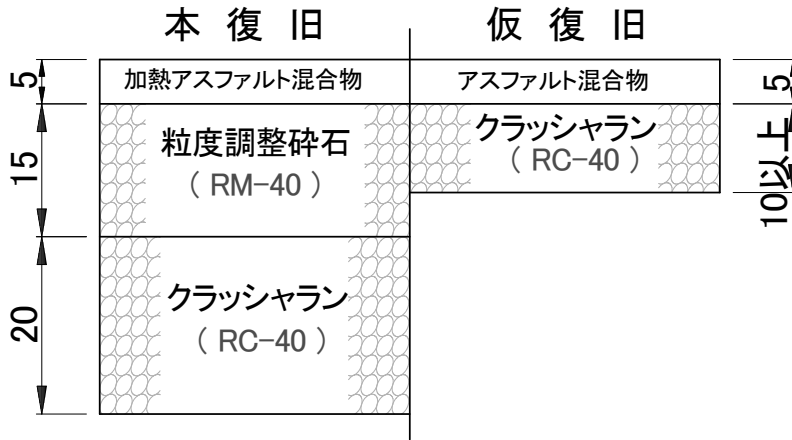 本復旧
仮復旧
5
加熱アスファルト混合物
アスファルト混合物
5
15
粒度調整砕石
( RM-40 )
クラッシャラン
( RC-40 )
10以上
20
クラッシャラン
( RC-40 )